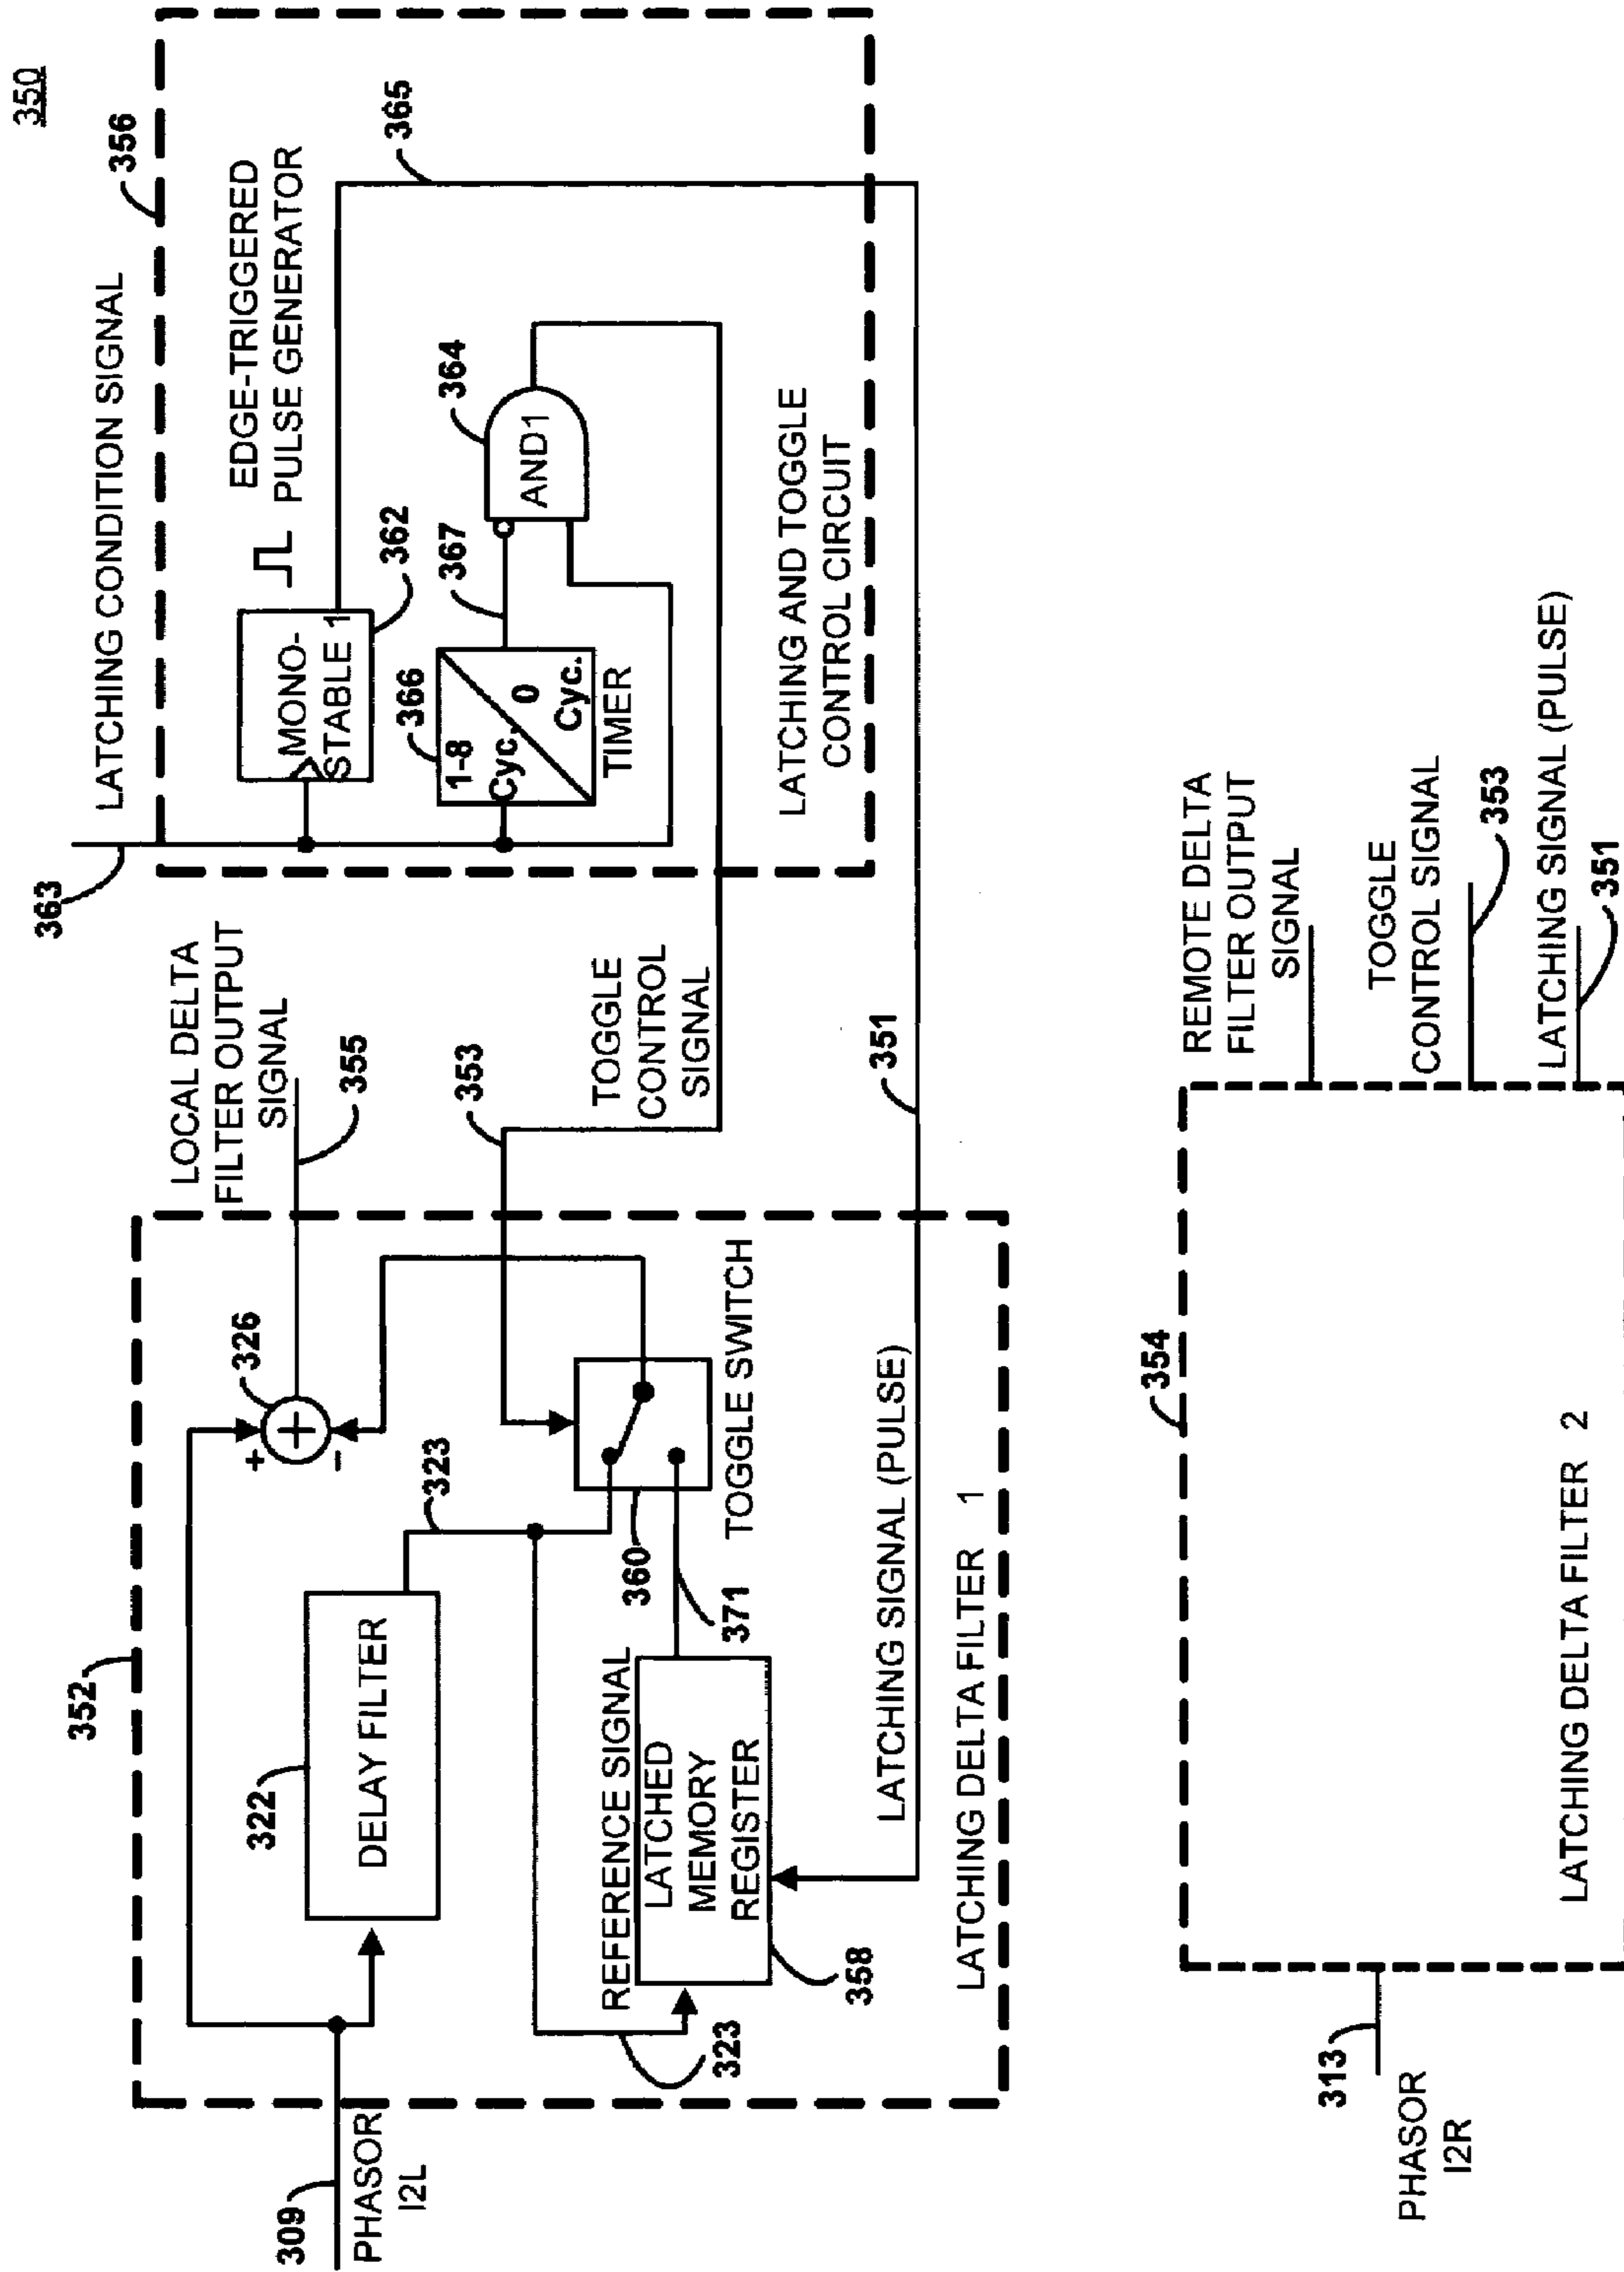 350
352
322
DELAY FILTER
323
326
+
+
-
LOCAL DELTA
FILTER OUTPUT
SIGNAL
355
309
PHASOR
I2L
REFERENCE SIGNAL
LATCHED
MEMORY
REGISTER
358
323
360
371
TOGGLE SWITCH
LATCHING SIGNAL (PULSE)
LATCHING DELTA FILTER 1
353
TOGGLE
CONTROL
SIGNAL
351
363
LATCHING CONDITION SIGNAL
356
MONO-
STABLE 1
362
EDGE-TRIGGERED
PULSE GENERATOR
366
1-8
Cyc.
0
Cyc.
TIMER
367
AND1
364
365
LATCHING AND TOGGLE
CONTROL CIRCUIT
354
313
PHASOR
I2R
LATCHING DELTA FILTER 2
REMOTE DELTA
FILTER OUTPUT
SIGNAL
TOGGLE
CONTROL SIGNAL
353
LATCHING SIGNAL (PULSE)
351